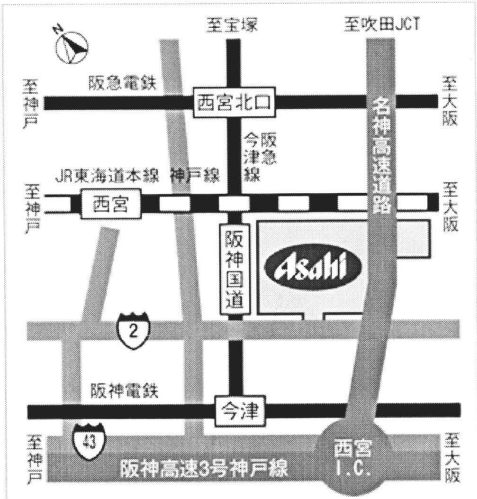 N
至宝塚
至吹田JCT
至神戸
阪急電鉄
西宮北口
至大阪
名神高速道路
阪急
今津線
JR東海道本線 神戸線
至神戸
西宮
至大阪
阪神国道
Asahi
2
阪神電鉄
今津
43
至神戸
阪神高速3号神戸線
西宮
I.C.
至大阪